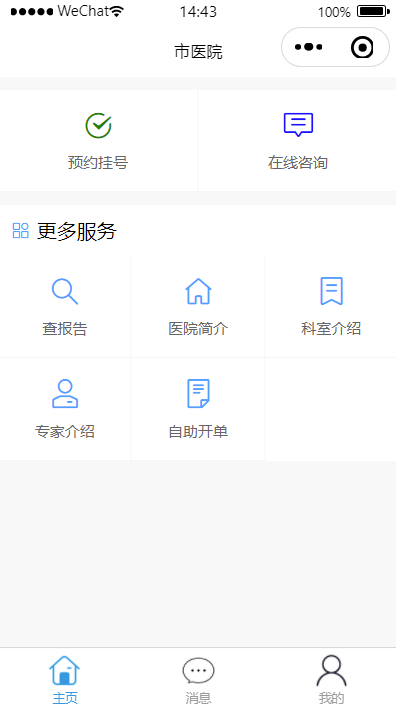 WeChat 14:43 100%
市医院
预约挂号 在线咨询
更多服务
查报告 医院简介 科室介绍
专家介绍 自助开单
主页 消息 我的